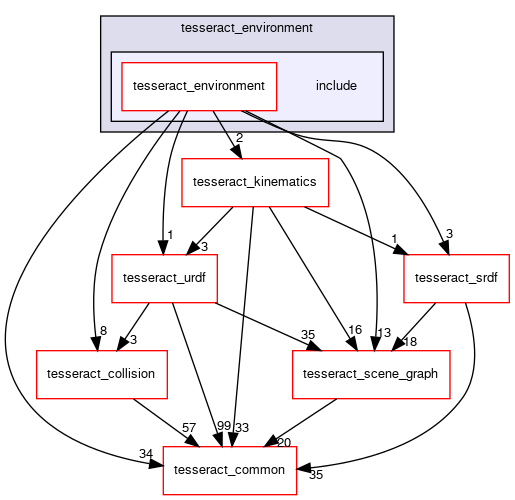 tesseract_environment
tesseract_environment include
2
tesseract_kinematics
1 3 1 3
tesseract_urdf tesseract_srdf
8 3 35 16 13 18
tesseract_collision tesseract_scene_graph
57 99 33 20
34 tesseract_common 35